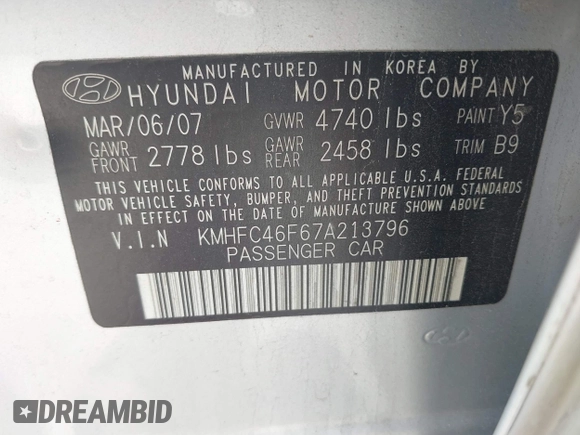 MANUFACTURED IN KOREA BY
HYUNDAI MOTOR COMPANY
MAR/06/07 GVWR 4740 lbs PAINT Y5
GAWR FRONT 2778 lbs GAWR REAR 2458 lbs TRIM B9
THIS VEHICLE CONFORMS TO ALL APPLICABLE U.S.A. FEDERAL
MOTOR VEHICLE SAFETY, BUMPER, AND THEFT PREVENTION STANDARDS
IN EFFECT ON THE DATE OF MANUFACTURE SHOWN ABOVE.
V.I.N KMHFC46F67A213796
PASSENGER CAR
DREAMBID